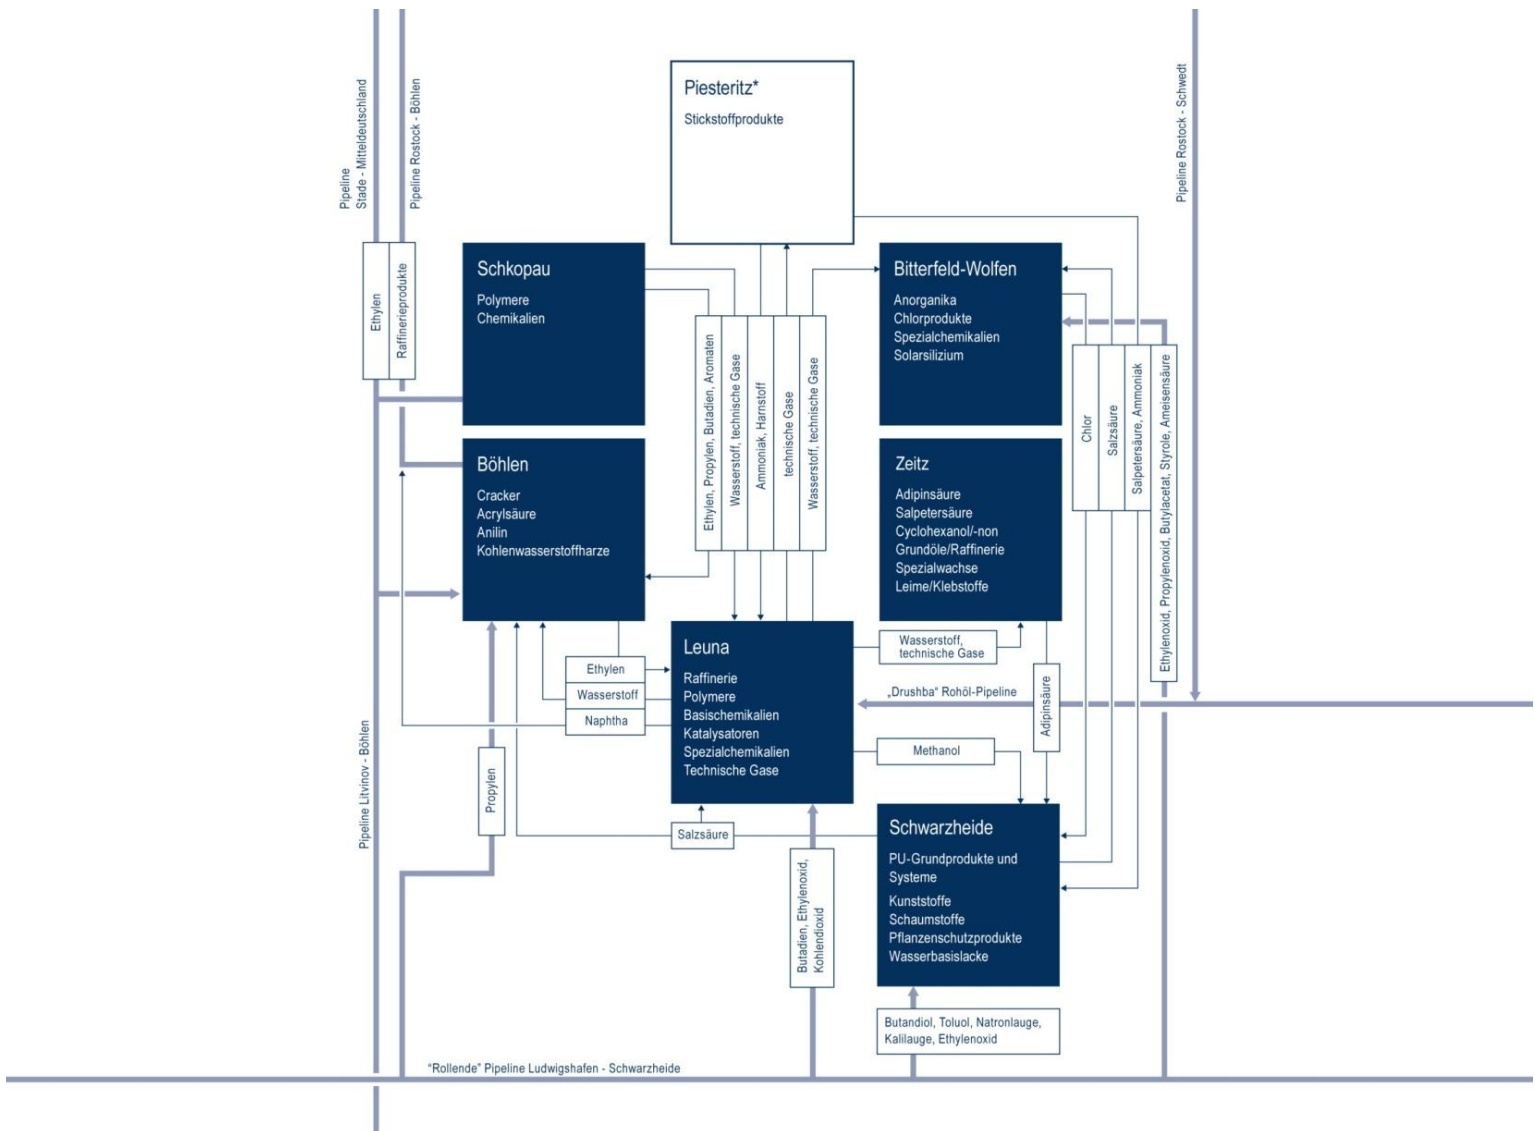 Pipeline
Stade - Mitteldeutschland
Pipeline Rostock - Böhlen
Pipeline Rostock - Schwedt
Piesteritz*
Stickstoffprodukte
Ethylen
Raffinerieprodukte
Schkopau
Polymere
Chemikalien
Bitterfeld-Wolfen
Anorganika
Chlorprodukte
Spezialchemikalien
Solarsilizium
Ethylen, Propylen, Butadien, Aromaten
Wasserstoff, technische Gase
Ammoniak, Harnstoff
technische Gase
Wasserstoff, technische Gase
Chlor
Salzsäure
Salpetersäure, Ammoniak
Ethylenoxid, Propylenoxid, Butylacetat, Styrole, Ameisensäure
Böhlen
Cracker
Acrylsäure
Anilin
Kohlenwasserstoffharze
Zeitz
Adipinsäure
Salpetersäure
Cyclohexanol/-non
Grundöle/Raffinerie
Spezialwachse
Leime/Klebstoffe
Leuna
Raffinerie
Polymere
Basischemikalien
Katalysatoren
Spezialchemikalien
Technische Gase
Ethylen
Wasserstoff
Naphtha
Wasserstoff,
technische Gase
„Drushba“ Rohöl-Pipeline
Adipinsäure
Methanol
Pipeline Litvinov - Böhlen
Propylen
Salzsäure
Schwarzheide
PU-Grundprodukte und
Systeme
Kunststoffe
Schaumstoffe
Pflanzenschutzprodukte
Wasserbasislacke
Butadien, Ethylenoxid,
Kohlendioxid
Butandiol, Toluol, Natronlauge,
Kalilauge, Ethylenoxid
“Rollende” Pipeline Ludwigshafen - Schwarzheide